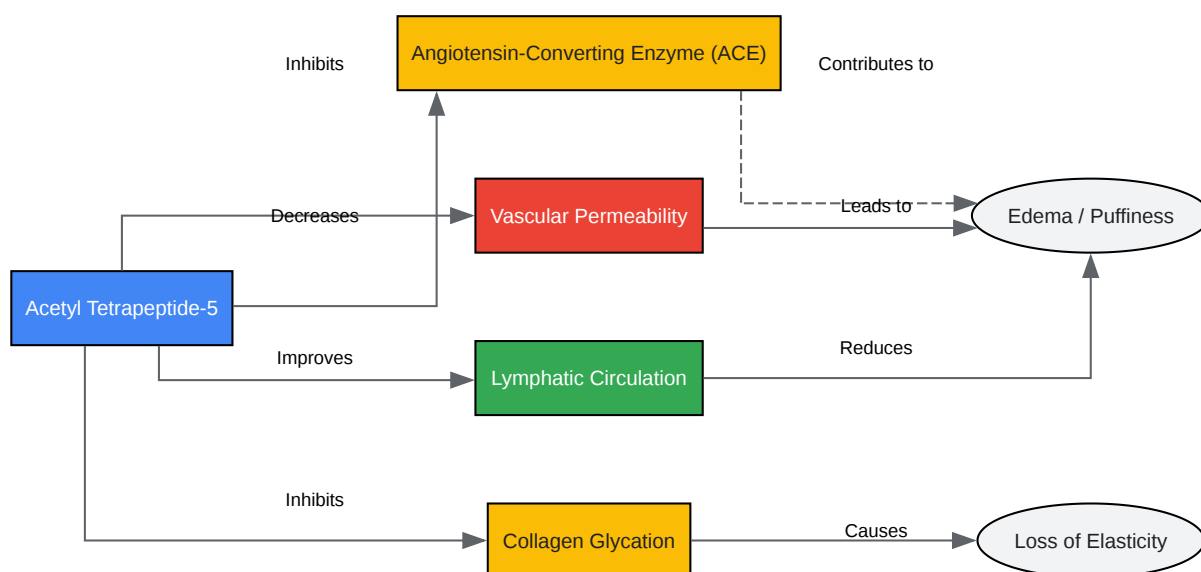 Angiotensin-Converting Enzyme (ACE)
Inhibits
Contributes to
Decreases
Vascular Permeability
Leads to
Edema / Puffiness
Acetyl Tetrapeptide-5
Improves
Lymphatic Circulation
Reduces
Inhibits
Collagen Glycation
Causes
Loss of Elasticity